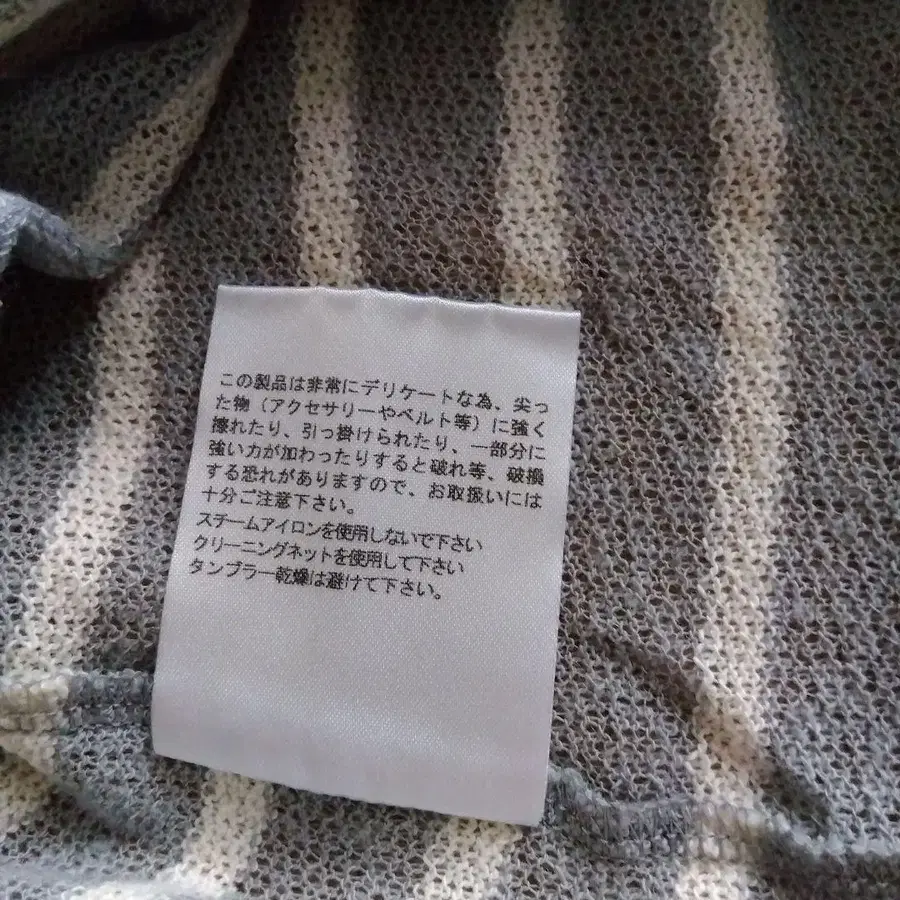 この製品は非常にデリケートな為、尖っ
た物（アクセサリーやベルト等）に強く
擦れたり、引っ掛けられたり、一部分に
強い力が加わったりすると破れ等、破損
する恐れがありますので、お取扱いには
十分ご注意下さい。
スチームアイロンを使用しないで下さい
クリーニングネットを使用して下さい
タンブラー乾燥は避けて下さい。